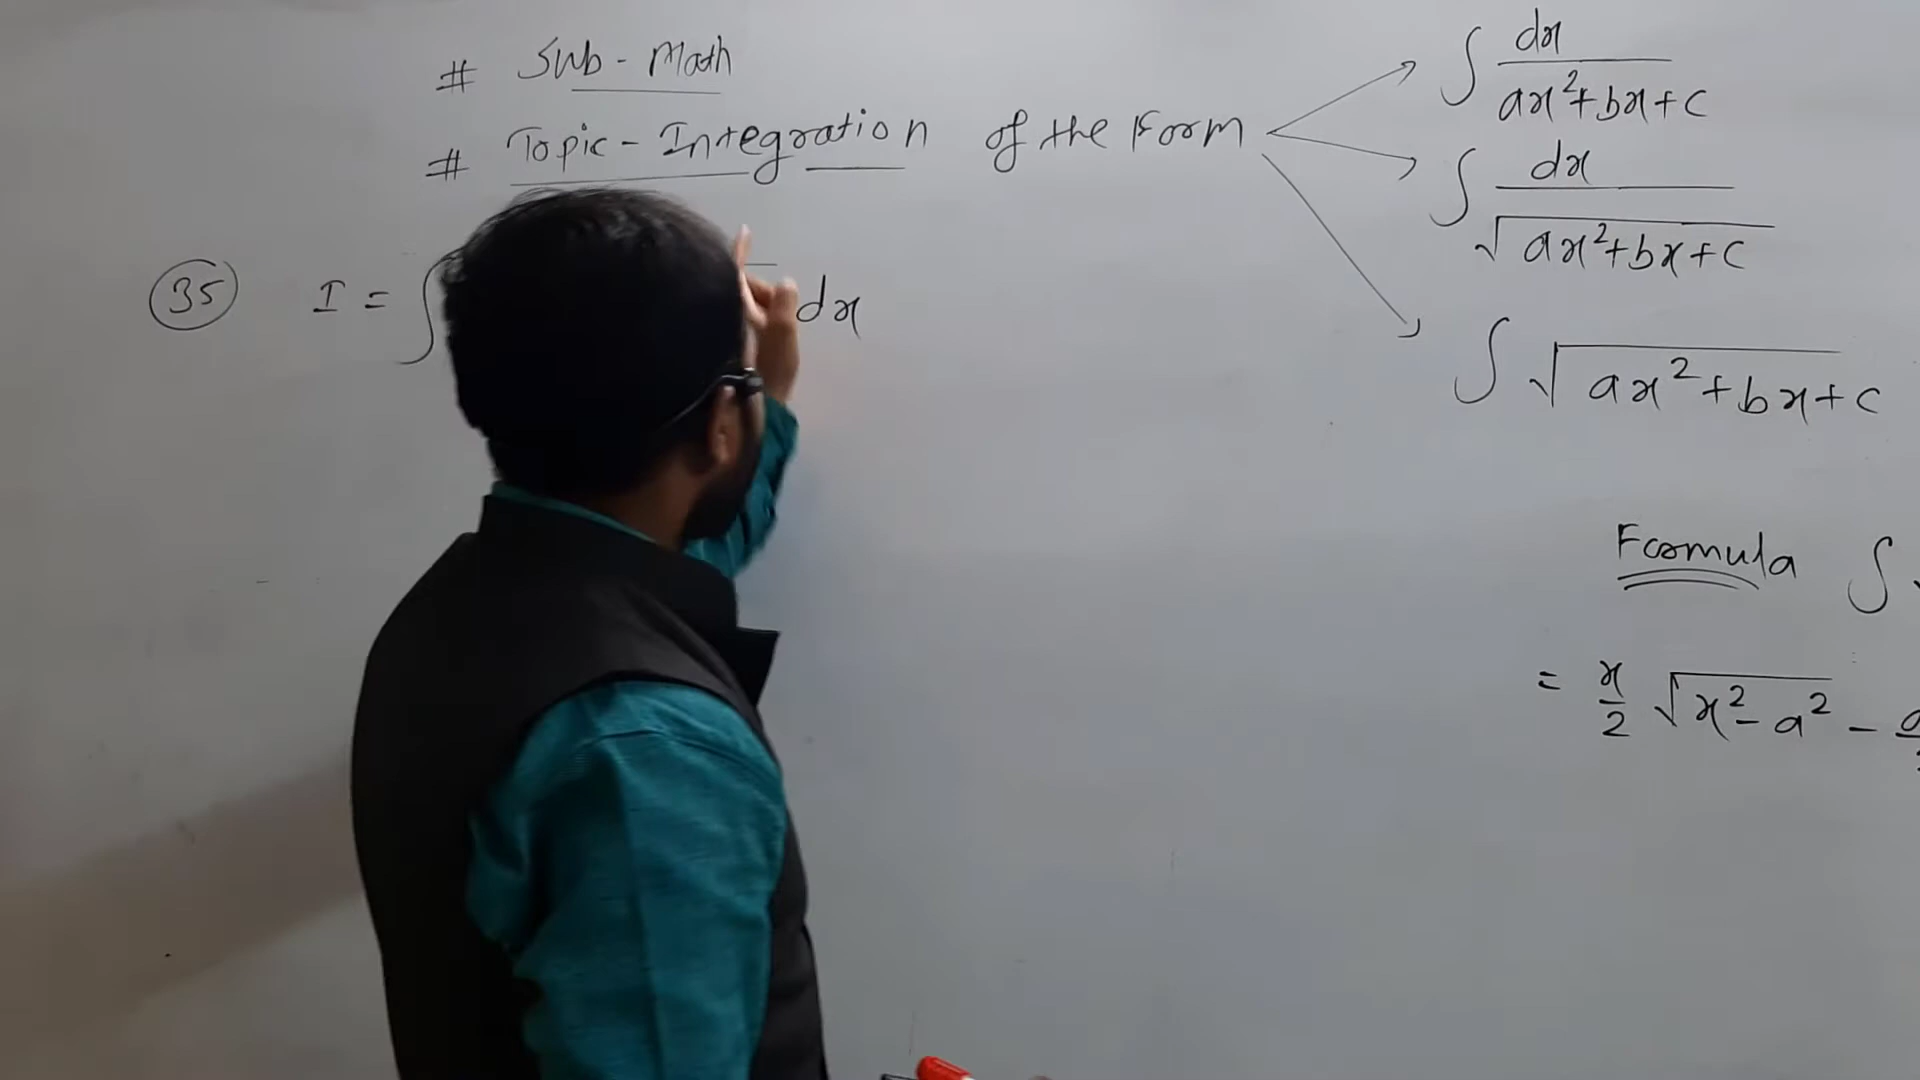 # Sub - Math
# Topic - Integration of the Form
∫ dx / ax²+bx+c
∫ dx / √ax²+bx+c
∫ √ax²+bx+c
35 I = ∫ dx
Formula ∫
= x/2 √x²-a² -